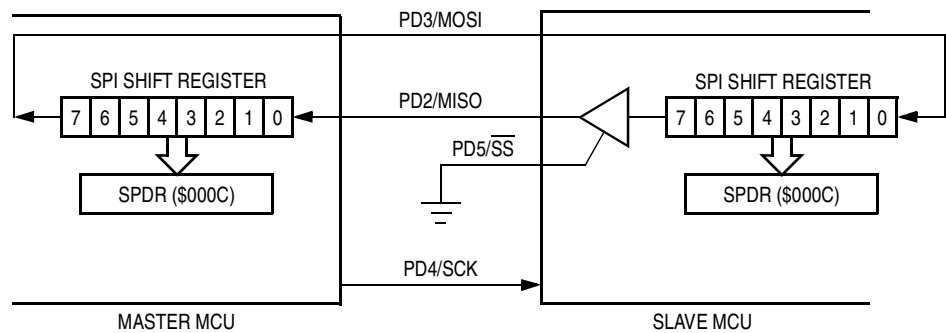 PD3/MOSI
SPI SHIFT REGISTER
SPI SHIFT REGISTER
7 6 5 4 3 2 1 0
PD2/MISO
7 6 5 4 3 2 1 0
PD5/SS
SPDR ($000C)
SPDR ($000C)
PD4/SCK
MASTER MCU
SLAVE MCU